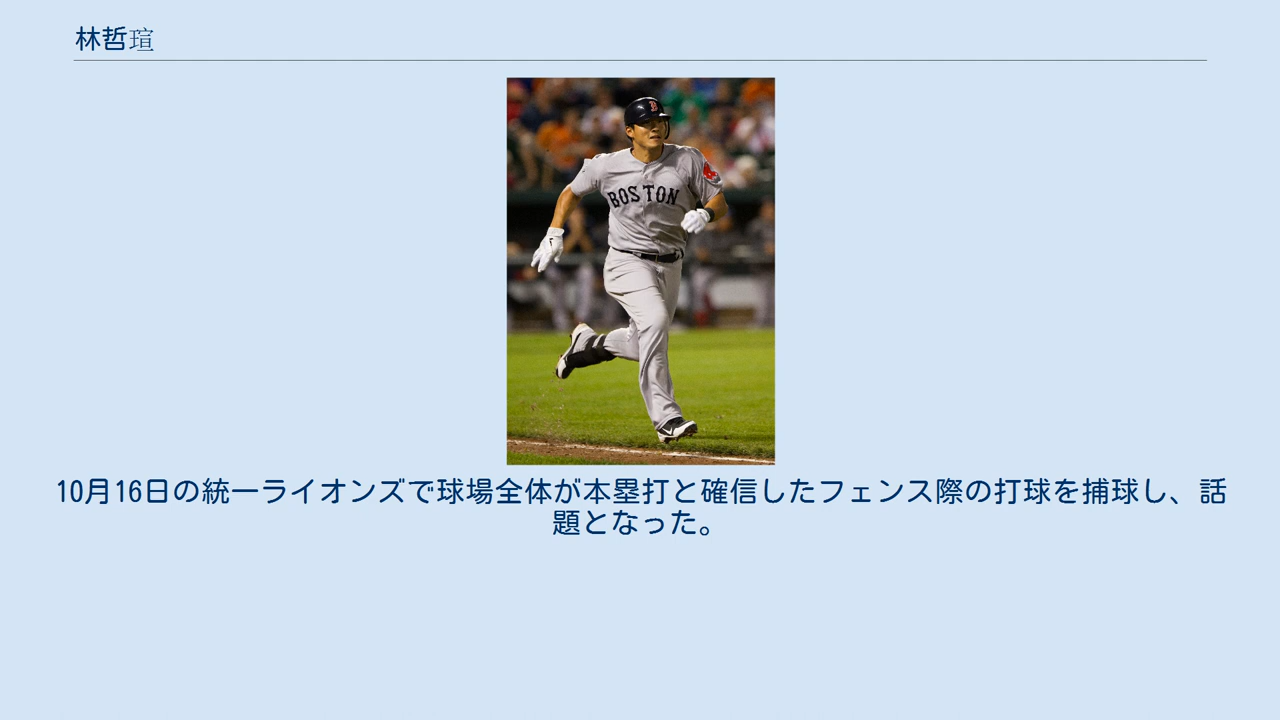 林哲瑄
BOSTON
10月16日の統一ライオンズで球場全体が本塁打と確信したフェンス際の打球を捕球し、話
題となった。